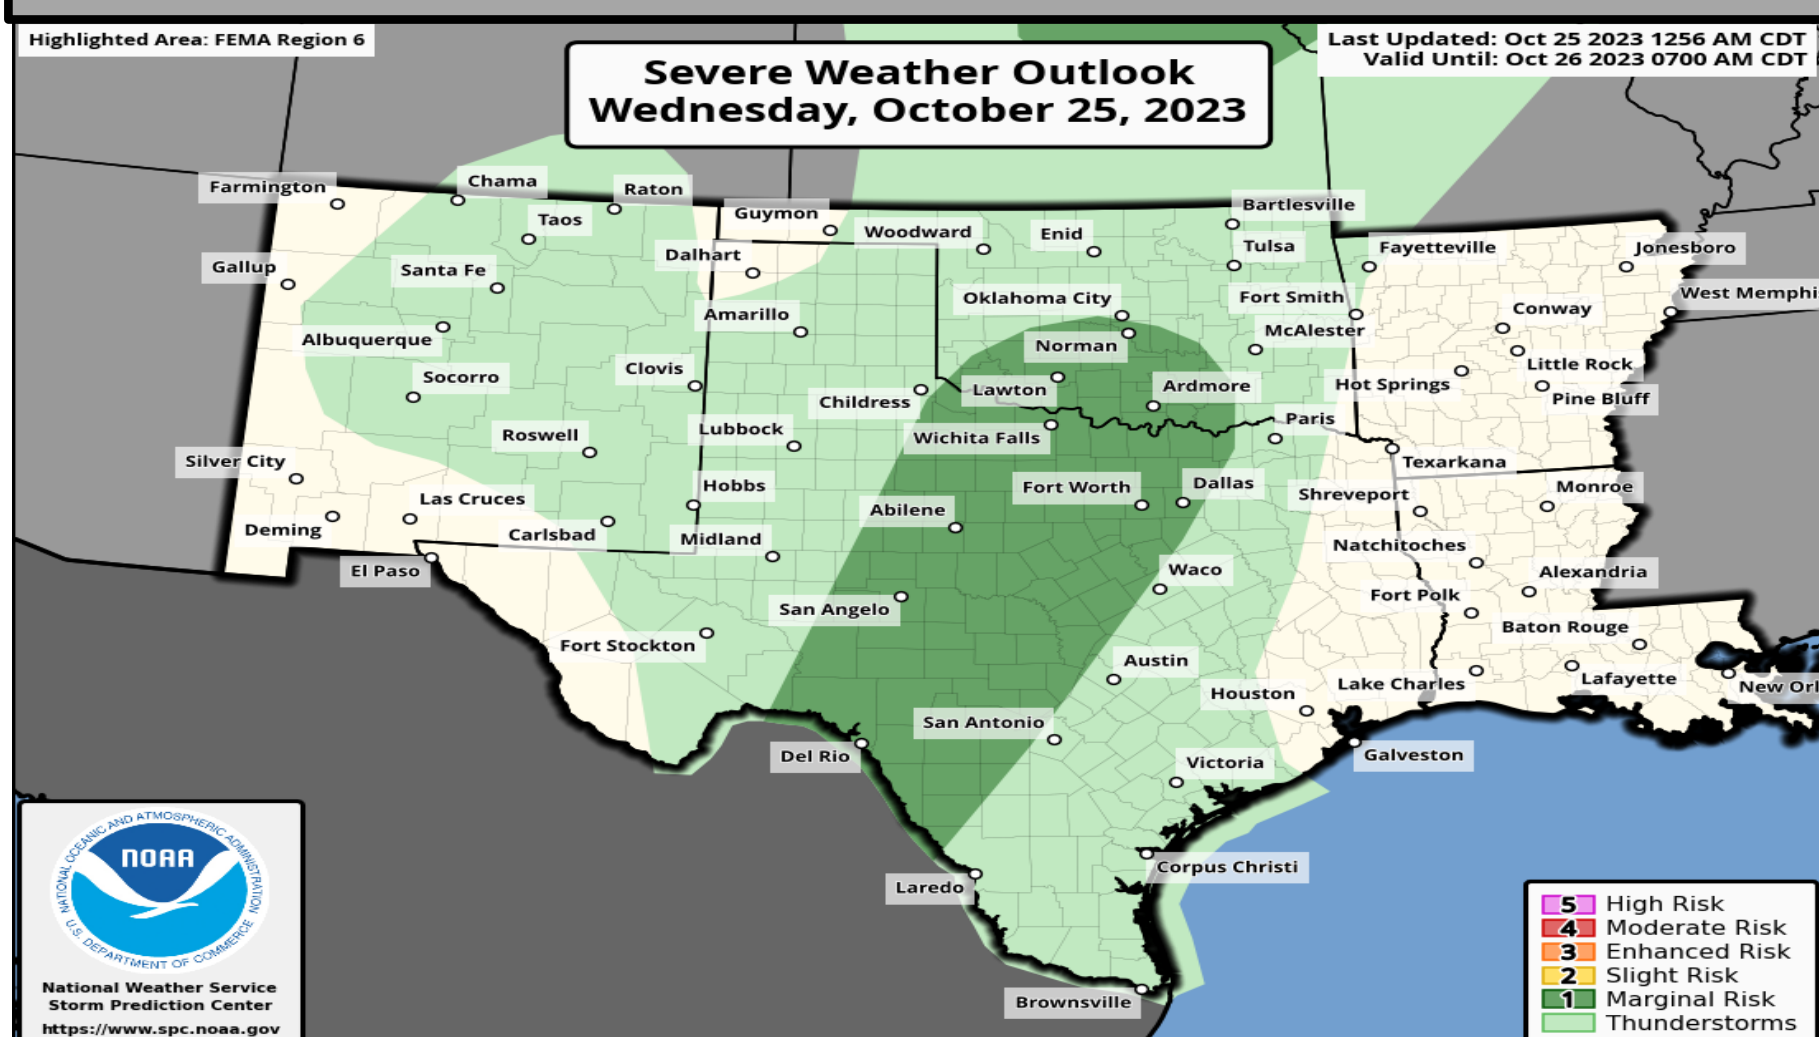 Highlighted Area: FEMA Region 6
Severe Weather Outlook
Wednesday, October 25, 2023
Last Updated: Oct 25 2023 1256 AM CDT
Valid Until: Oct 26 2023 0700 AM CDT
Farmington
Chama
Raton
Taos
Guymon
Woodward
Enid
Bartlesville
Tulsa
Fayetteville
Jonesboro
Gallup
Santa Fe
Dalhart
Oklahoma City
Fort Smith
West Memphi
Albuquerque
Amarillo
Norman
McAlester
Conway
Little Rock
Socorro
Clovis
Childress
Lawton
Ardmore
Hot Springs
Pine Bluff
Roswell
Lubbock
Wichita Falls
Paris
Texarkana
Silver City
Las Cruces
Hobbs
Fort Worth
Dallas
Shreveport
Monroe
Deming
Carlsbad
Midland
Abilene
Natchitoches
El Paso
Waco
Alexandria
San Angelo
Fort Polk
Fort Stockton
Baton Rouge
Austin
Houston
Lake Charles
Lafayette
New Orl
San Antonio
Del Rio
Victoria
Galveston
Laredo
Corpus Christi
Brownsville
NATIONAL OCEANIC AND ATMOSPHERIC ADMINISTRATION
NOAA
U.S. DEPARTMENT OF COMMERCE
National Weather Service
Storm Prediction Center
https://www.spc.noaa.gov
5 High Risk
4 Moderate Risk
3 Enhanced Risk
2 Slight Risk
1 Marginal Risk
Thunderstorms